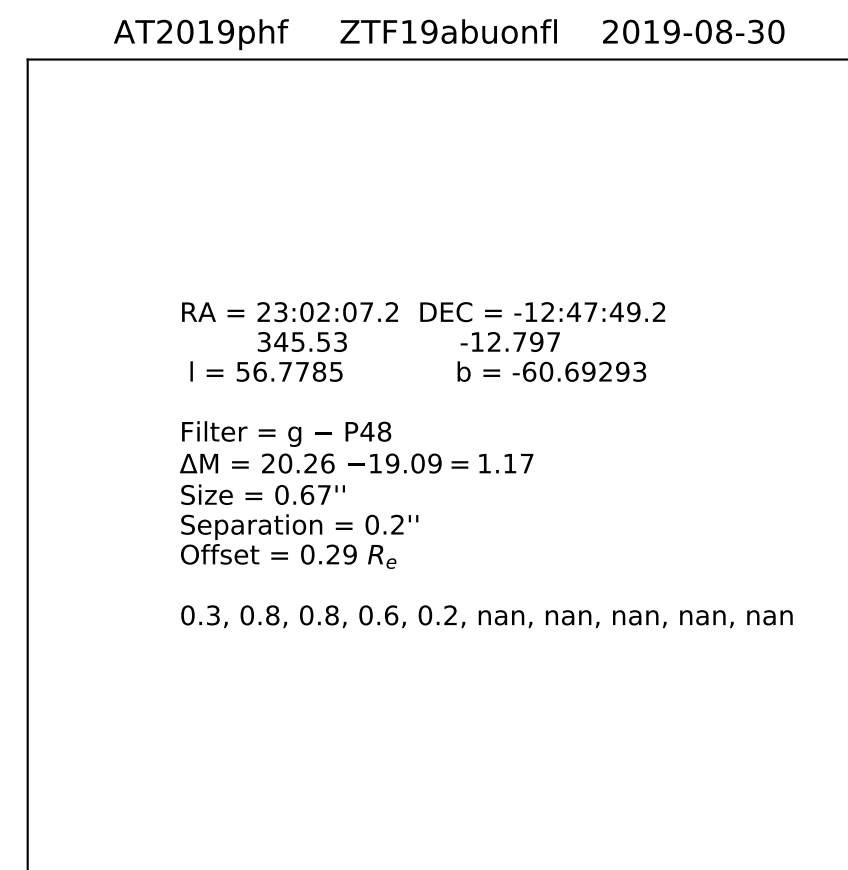 AT2019phf ZTF19abuonfl 2019-08-30
RA = 23:02:07.2 DEC = -12:47:49.2
345.53 -12.797
l = 56.7785 b = -60.69293
Filter = g − P48
ΔM = 20.26 −19.09 = 1.17
Size = 0.67''
Separation = 0.2''
Offset = 0.29 Re
0.3, 0.8, 0.8, 0.6, 0.2, nan, nan, nan, nan, nan